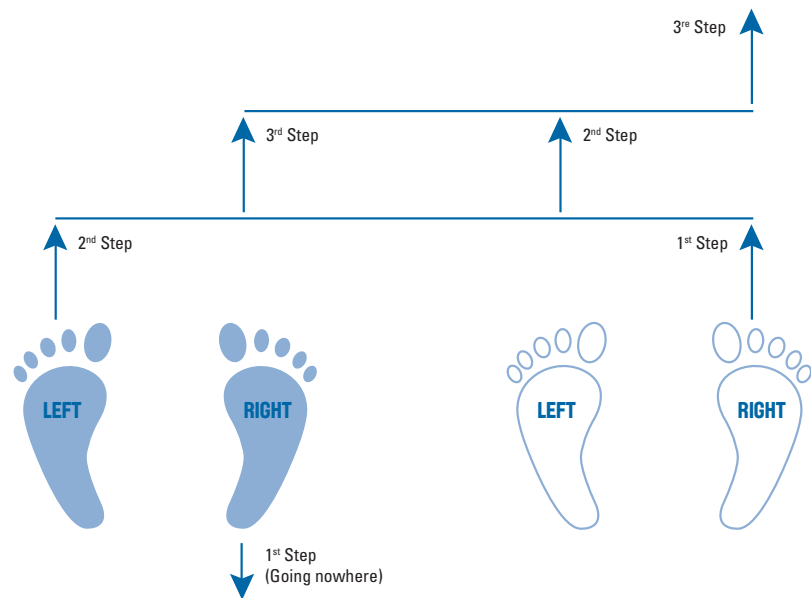 3re Step
3rd Step
2nd Step
2nd Step
1st Step
LEFT
RIGHT
LEFT
RIGHT
1st Step
(Going nowhere)